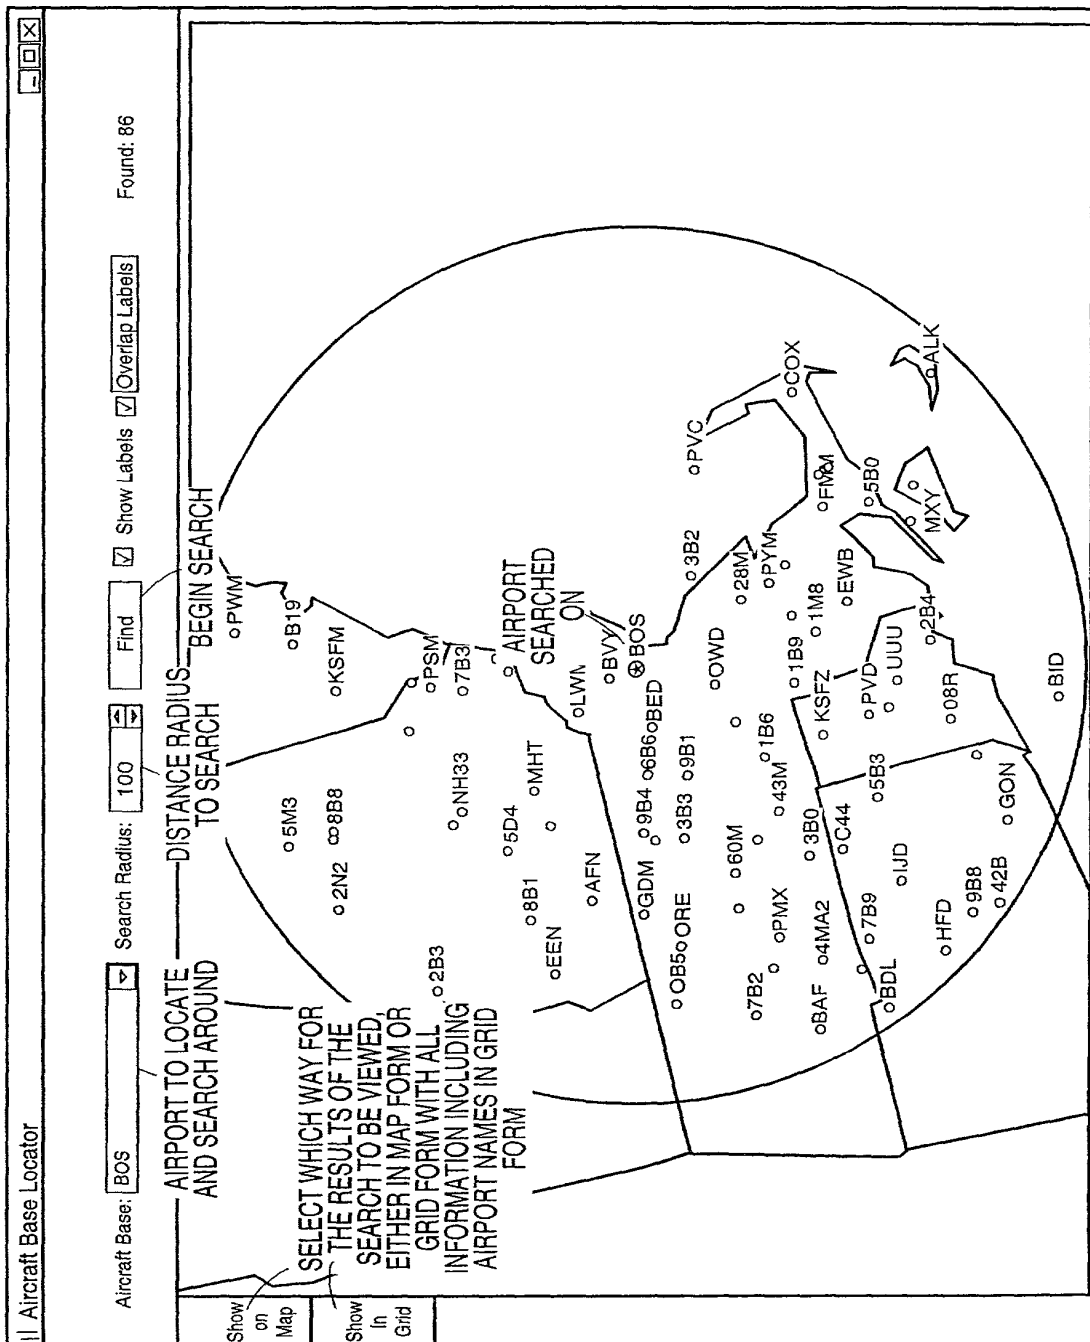 Aircraft Base Locator
Aircraft Base: BOS
Search Radius: 100
Find
Show Labels
Overlap Labels
Found: 86
AIRPORT TO LOCATE
AND SEARCH AROUND
DISTANCE RADIUS
TO SEARCH
BEGIN SEARCH
Show
on
Map
Show
In
Grid
SELECT WHICH WAY FOR
THE RESULTS OF THE
SEARCH TO BE VIEWED,
EITHER IN MAP FORM OR
GRID FORM WITH ALL
INFORMATION INCLUDING
AIRPORT NAMES IN GRID
FORM
AIRPORT
SEARCHED
ON
PWM
B19
5M3
KSFM
8B8
2N2
PSM
7B3
2B3
NH33
5D4
MHT
8B1
EEN
LWM
AFN
BVY
BOS
BED
6B6
9B4
GDM
3B2
PVC
9B1
3B3
ORE
OB5
OWD
28M
60M
7B2
PYM
1B6
43M
PMX
COX
1B9
1M8
3B0
4MA2
BAF
FMM
KSFZ
C44
EWB
5B0
PVD
5B3
7B9
BDL
UUU
IJD
MXY
ALK
2B4
08R
HFD
9B8
42B
GON
BID